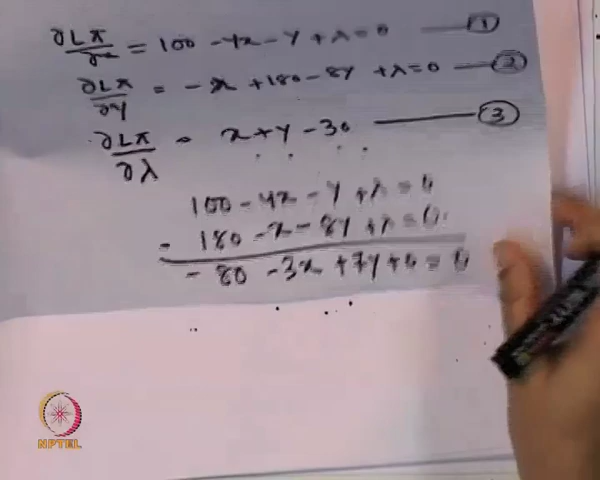 ∂Lπ/∂x = 100 - 4x - y + λ = 0 —— ①
∂Lπ/∂y = -x + 180 - 8y + λ = 0 —— ②
∂Lπ/∂λ = x + y - 30 —— ③
100 - 4x - y + λ = 0
- 180 - x - 8y + λ = 0
- 80 - 3x + 7y + 0 = 0
NPTEL